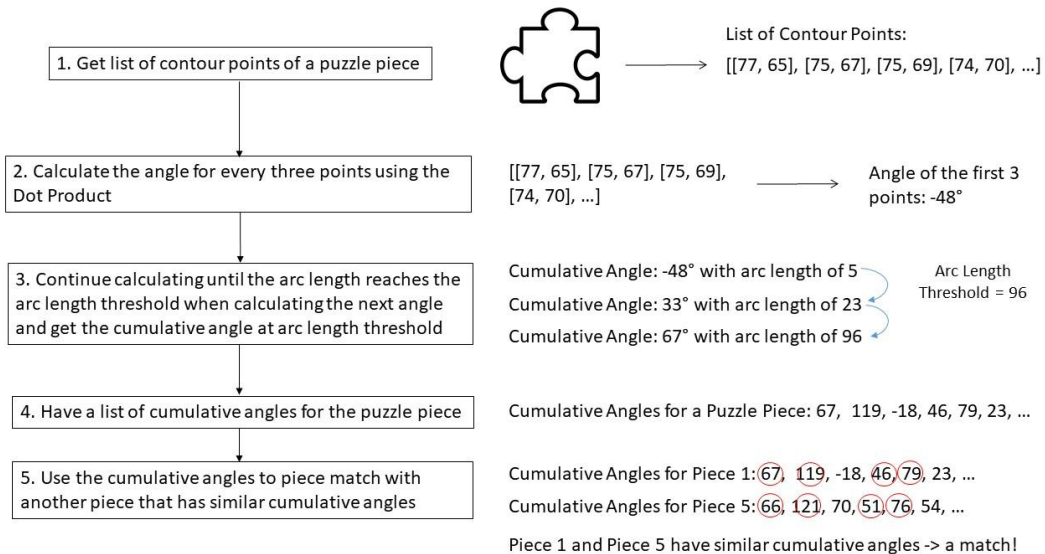 1. Get list of contour points of a puzzle piece
List of Contour Points:
[[77, 65], [75, 67], [75, 69], [74, 70], ...]
2. Calculate the angle for every three points using the
Dot Product
[[77, 65], [75, 67], [75, 69],
[74, 70], ...]
Angle of the first 3
points: -48°
3. Continue calculating until the arc length reaches the
arc length threshold when calculating the next angle
and get the cumulative angle at arc length threshold
Cumulative Angle: -48° with arc length of 5
Cumulative Angle: 33° with arc length of 23
Cumulative Angle: 67° with arc length of 96
Arc Length
Threshold = 96
4. Have a list of cumulative angles for the puzzle piece
Cumulative Angles for a Puzzle Piece: 67, 119, -18, 46, 79, 23, ...
5. Use the cumulative angles to piece match with
another piece that has similar cumulative angles
Cumulative Angles for Piece 1: 67, 119, -18, 46, 79, 23, ...
Cumulative Angles for Piece 5: 66, 121, 70, 51, 76, 54, ...
Piece 1 and Piece 5 have similar cumulative angles -> a match!